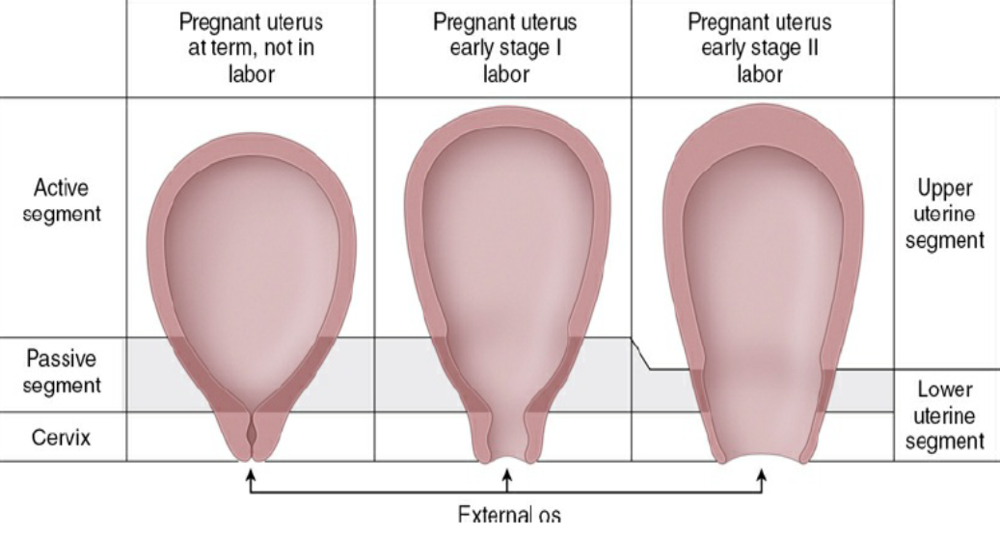 Pregnant uterus
at term, not in
labor
Pregnant uterus
early stage I
labor
Pregnant uterus
early stage II
labor
Active
segment
Upper
uterine
segment
Passive
segment
Lower
uterine
segment
Cervix
External os